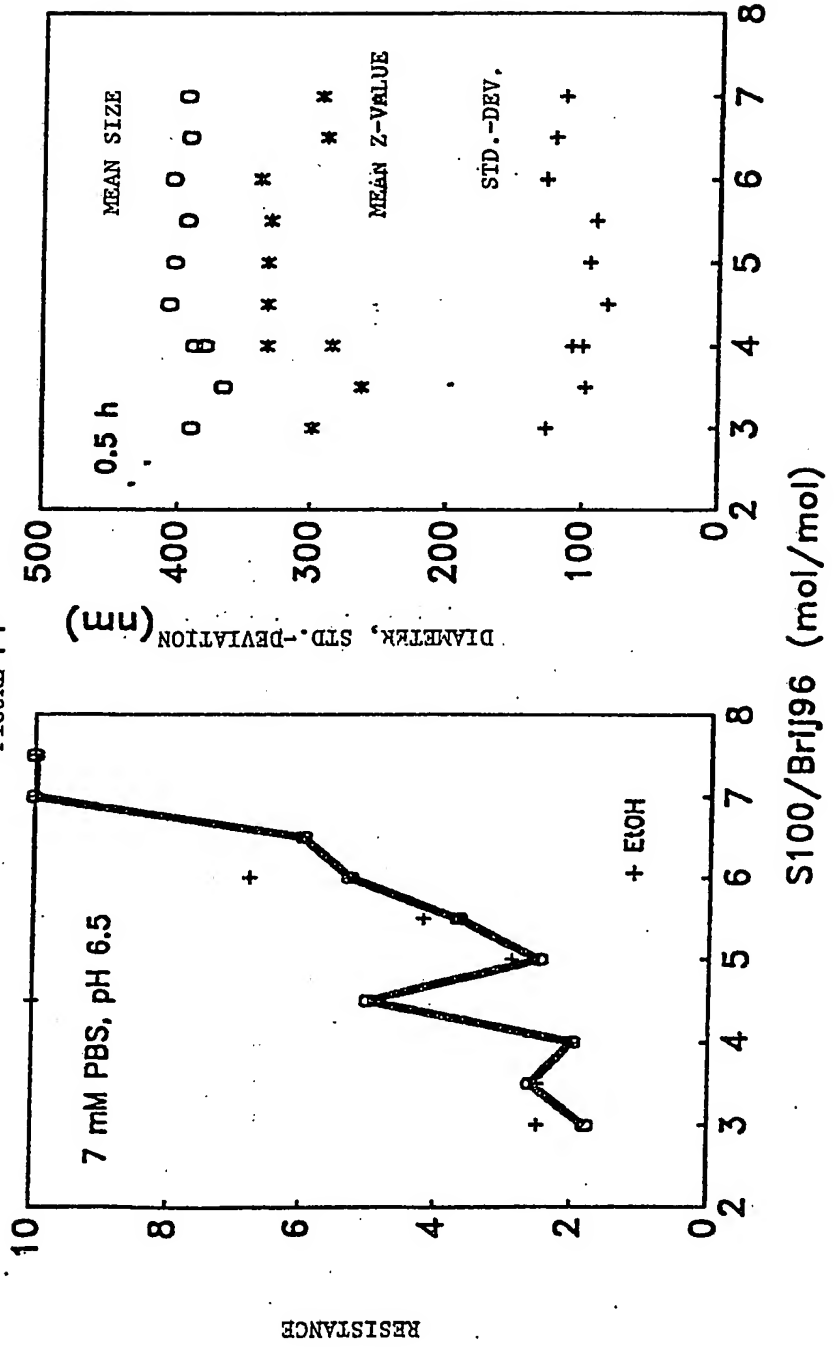 7 mM PBS, pH 6.5
+ EtOH
RESISTANCE
10
8
6
4
2
0
2
3
4
5
6
7
8
0.5 h
MEAN SIZE
MEAN Z-VALUE
STD.-DEV.
DIAMETER, STD.-DEVIATION
(nm)
500
400
300
200
100
0
2
3
4
5
6
7
8
S100/Brij96 (mol/mol)